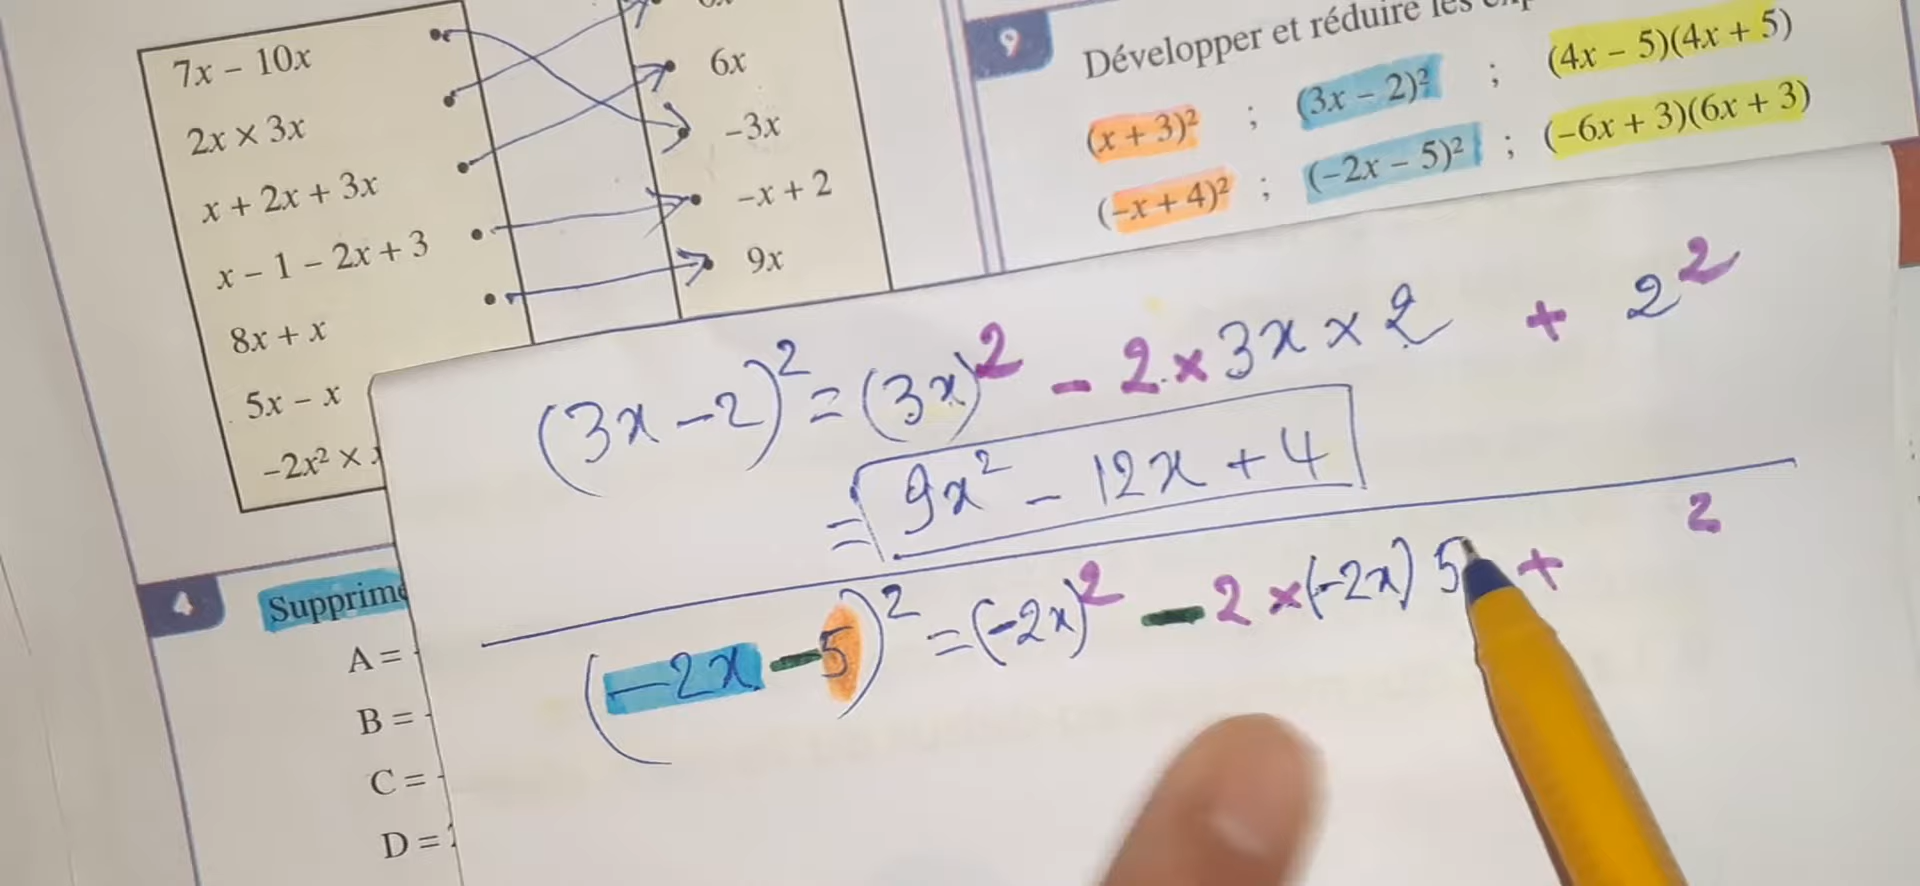 7x − 10x
2x × 3x
x + 2x + 3x
x − 1 − 2x + 3
8x + x
5x − x
−2x² ×
6x
−3x
−x + 2
9x
9
Développer et réduire les
(x + 3)² ; (3x − 2)² ; (4x − 5)(4x + 5)
(−x + 4)² ; (−2x − 5)² ; (−6x + 3)(6x + 3)
(3x − 2)² = (3x)² − 2 × 3x × 2 + 2²
= 9x² − 12x + 4
(−2x − 5)² = (−2x)² − 2 × (−2x) 5 + ²
4
A =
B =
C =
D =